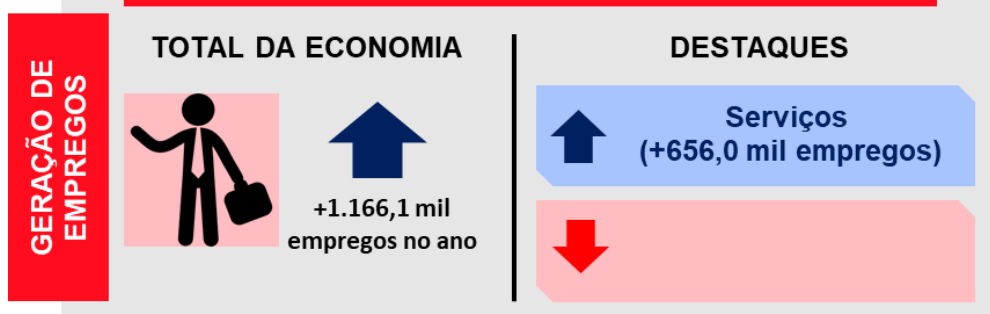 GERAÇÃO DE
EMPREGOS
TOTAL DA ECONOMIA
+1.166,1 mil
empregos no ano
DESTAQUES
Serviços
(+656,0 mil empregos)